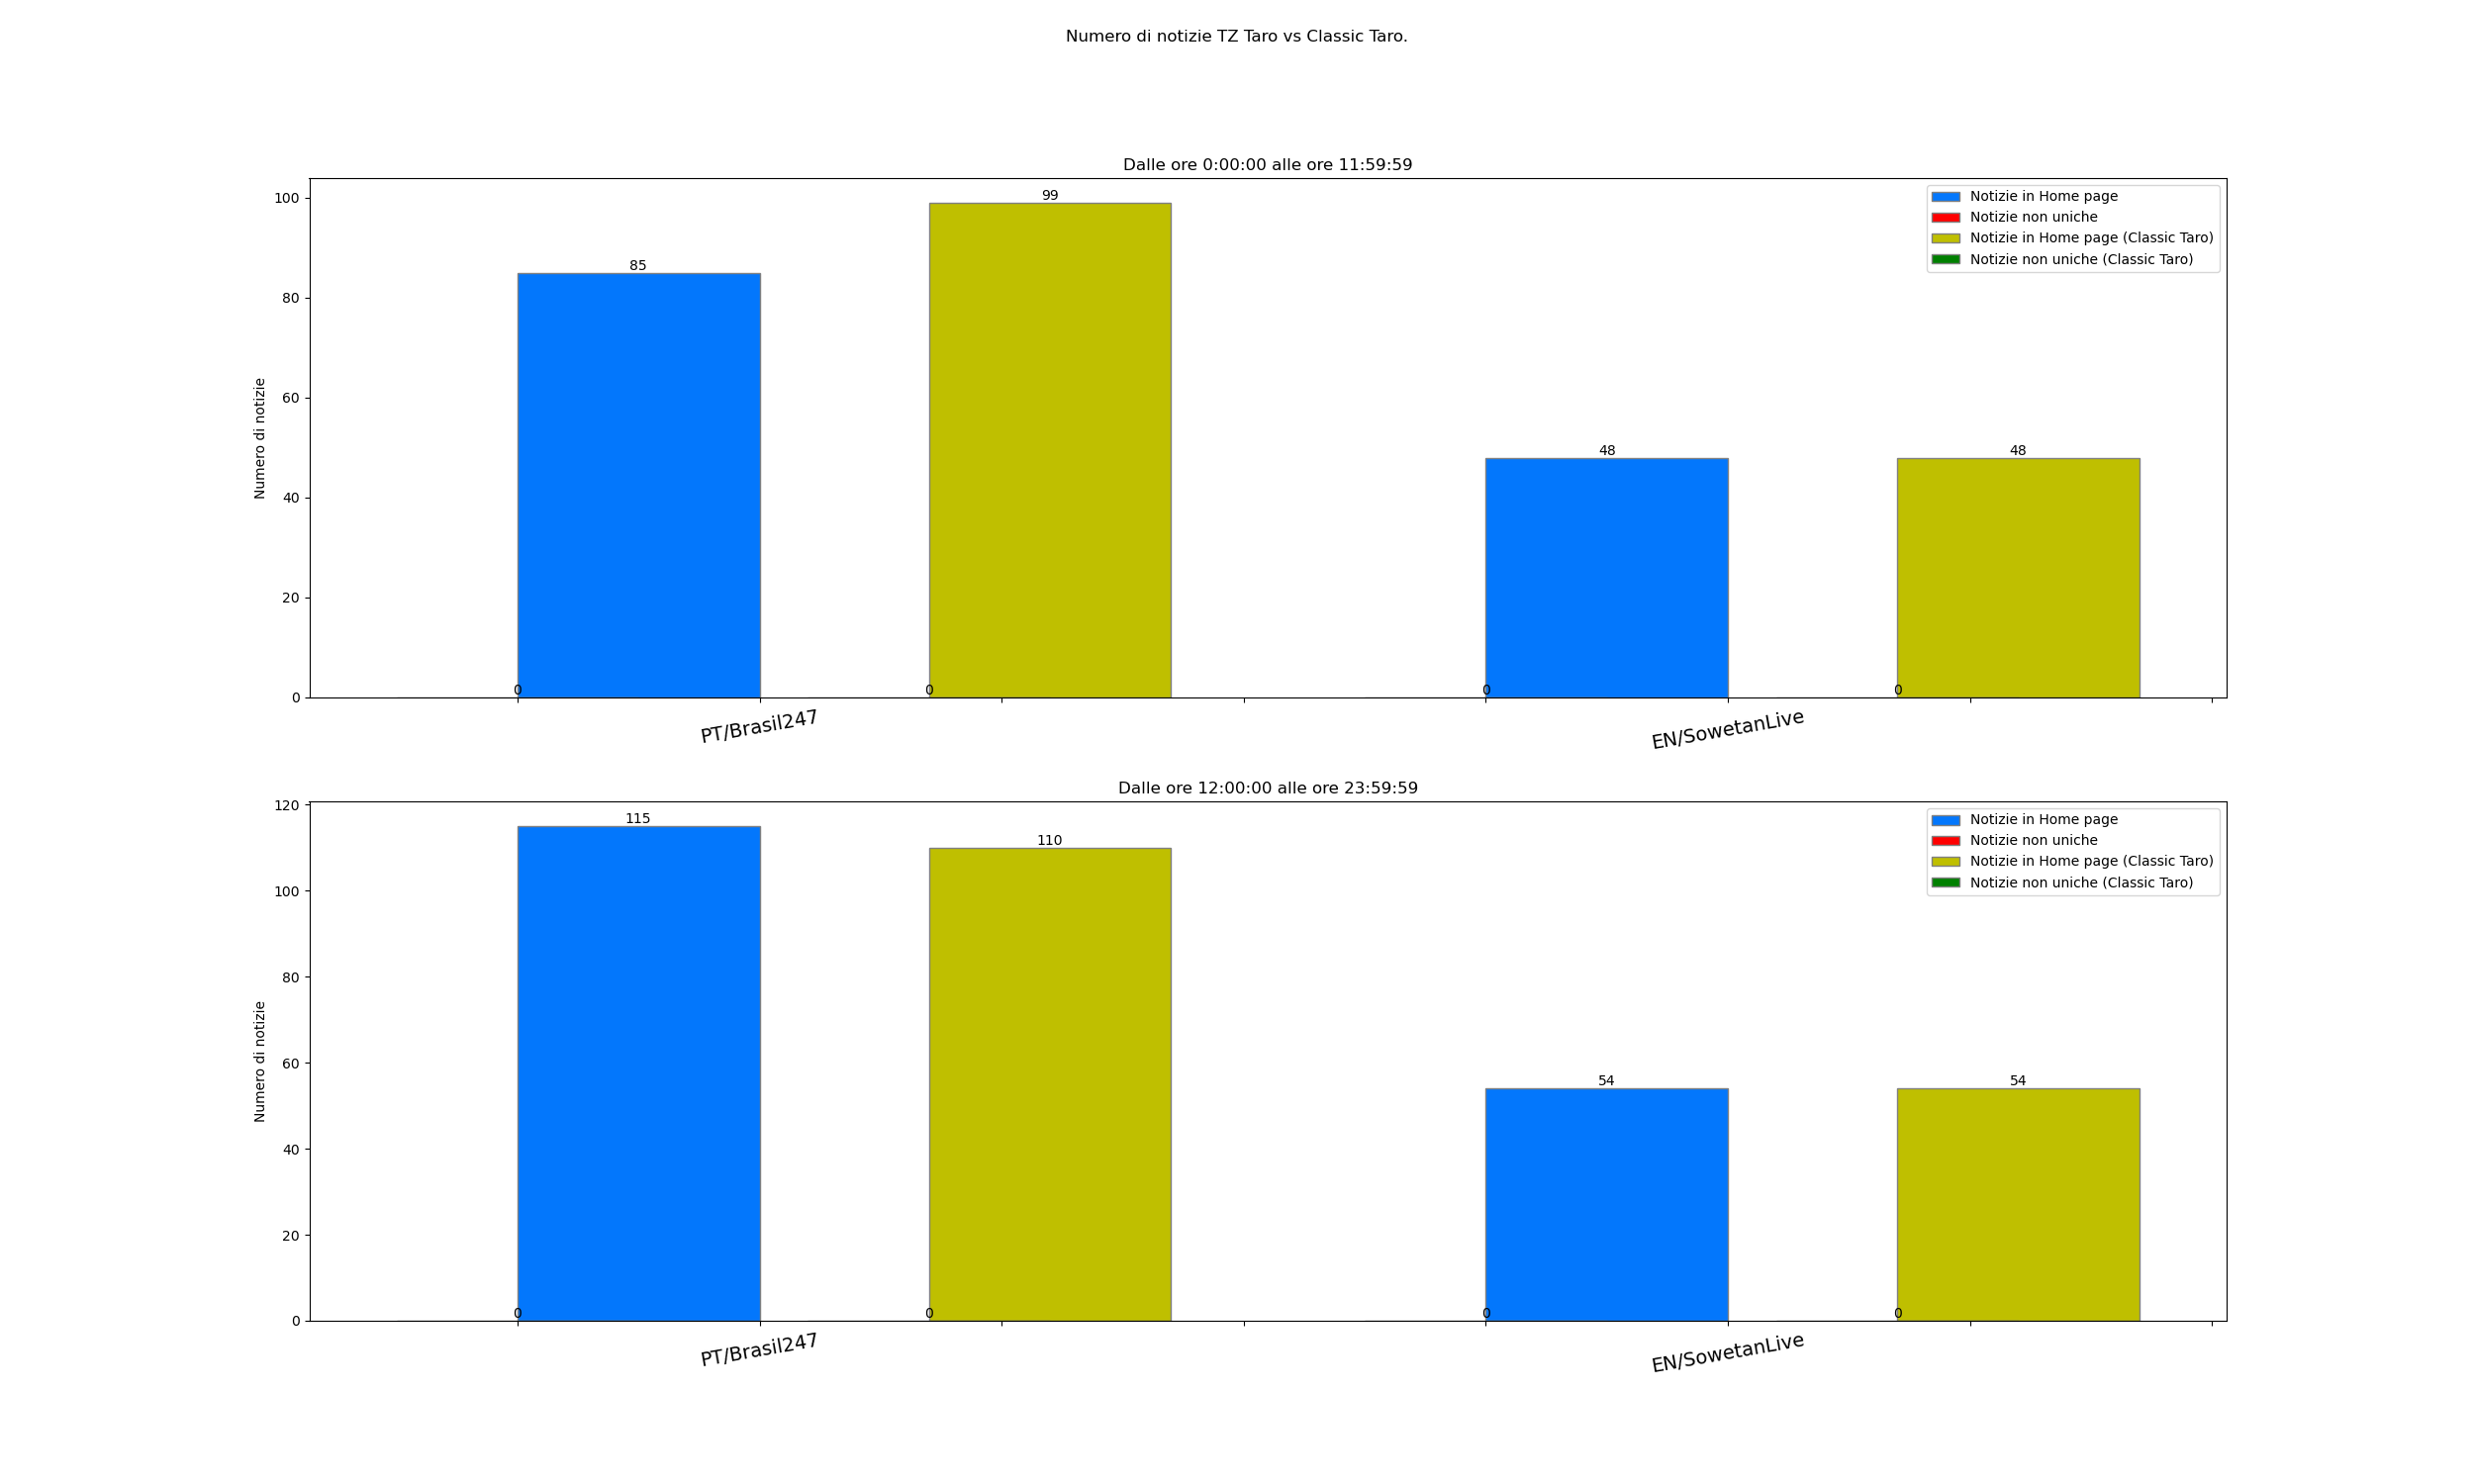 Numero di notizie TZ Taro vs Classic Taro.
Dalle ore 0:00:00 alle ore 11:59:59
Numero di notizie
100
80
60
40
20
0
85
99
48
48
0
0
0
0
Notizie in Home page
Notizie non uniche
Notizie in Home page (Classic Taro)
Notizie non uniche (Classic Taro)
PT/Brasil247
EN/SowetanLive
Dalle ore 12:00:00 alle ore 23:59:59
Numero di notizie
120
100
80
60
40
20
0
115
110
54
54
0
0
0
0
Notizie in Home page
Notizie non uniche
Notizie in Home page (Classic Taro)
Notizie non uniche (Classic Taro)
PT/Brasil247
EN/SowetanLive